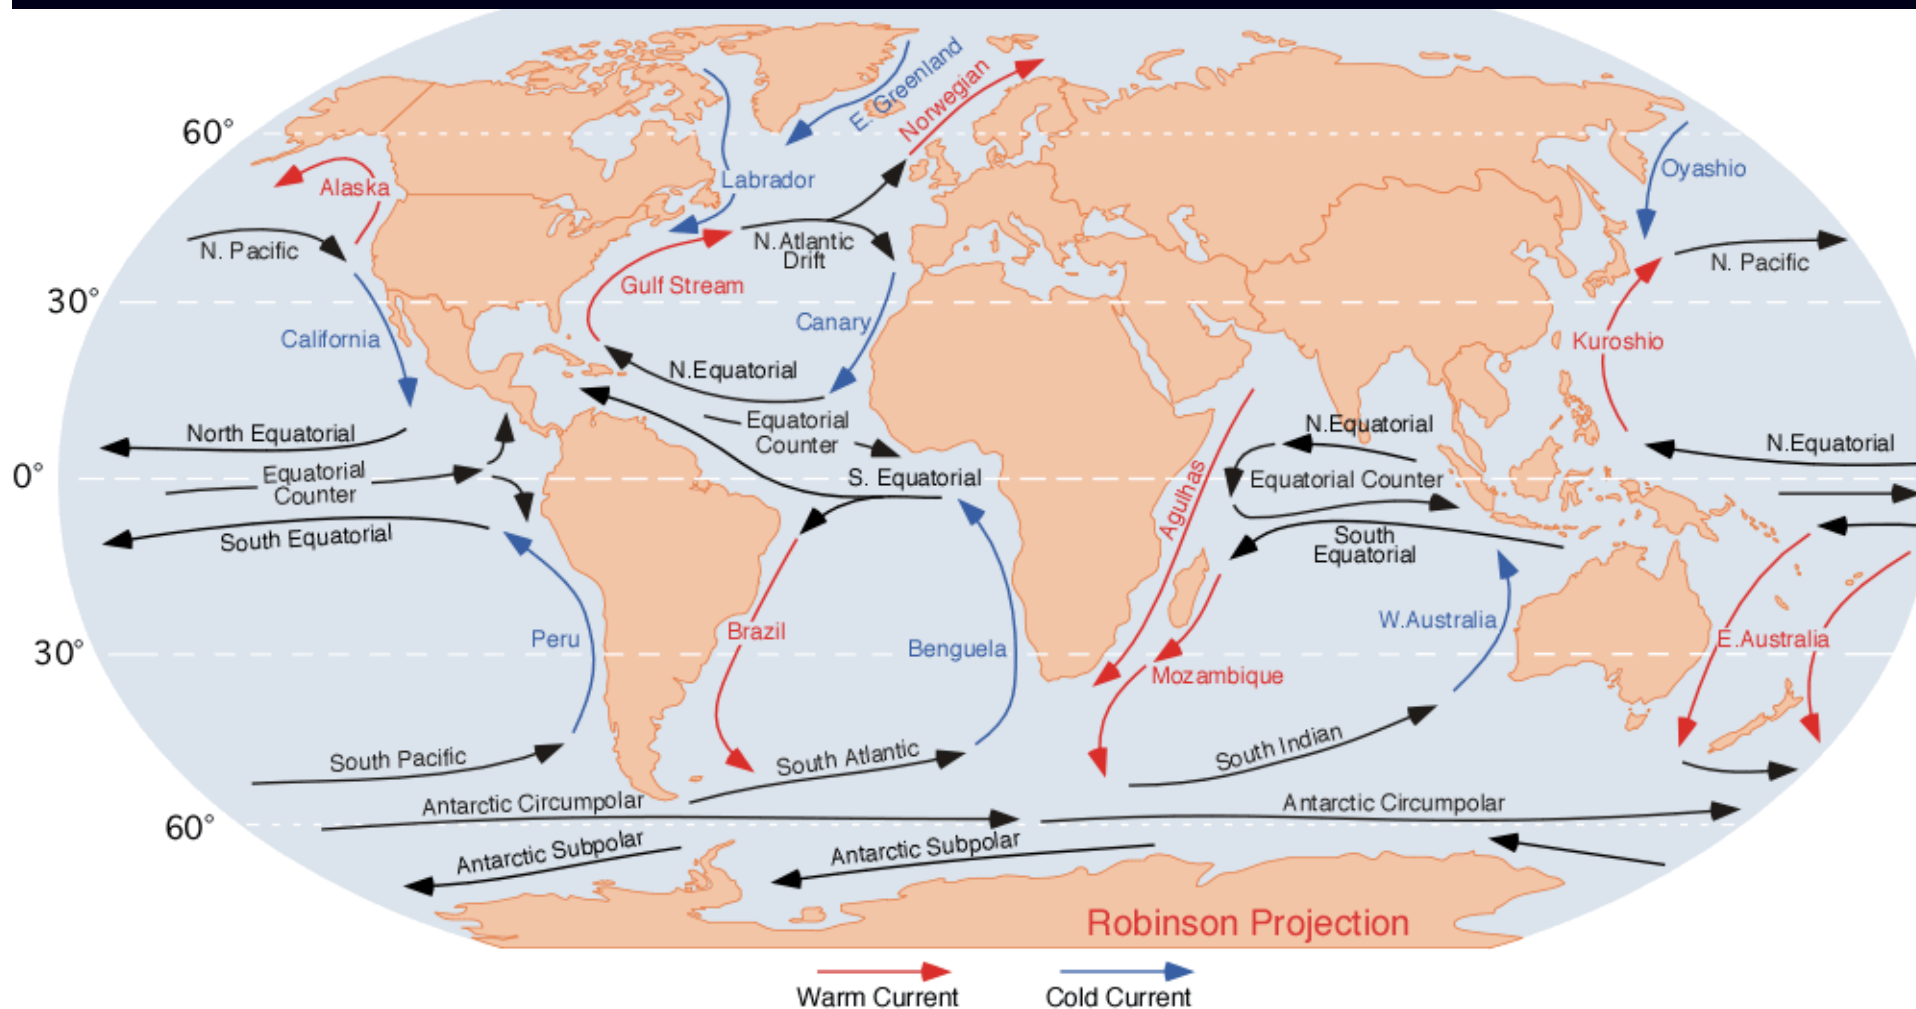 E. Greenland
Norwegian
60°
Alaska
Labrador
Oyashio
N. Pacific
N. Atlantic
Drift
N. Pacific
Gulf Stream
30°
California
Canary
Kuroshio
N.Equatorial
North Equatorial
Equatorial
Counter
N.Equatorial
N.Equatorial
0°
Equatorial
Counter
S. Equatorial
Agulhas
Equatorial Counter
South Equatorial
South
Equatorial
Peru
Brazil
Benguela
W.Australia
E.Australia
30°
Mozambique
South Pacific
South Atlantic
South Indian
Antarctic Circumpolar
Antarctic Circumpolar
60°
Antarctic Subpolar
Antarctic Subpolar
Robinson Projection
Warm Current
Cold Current